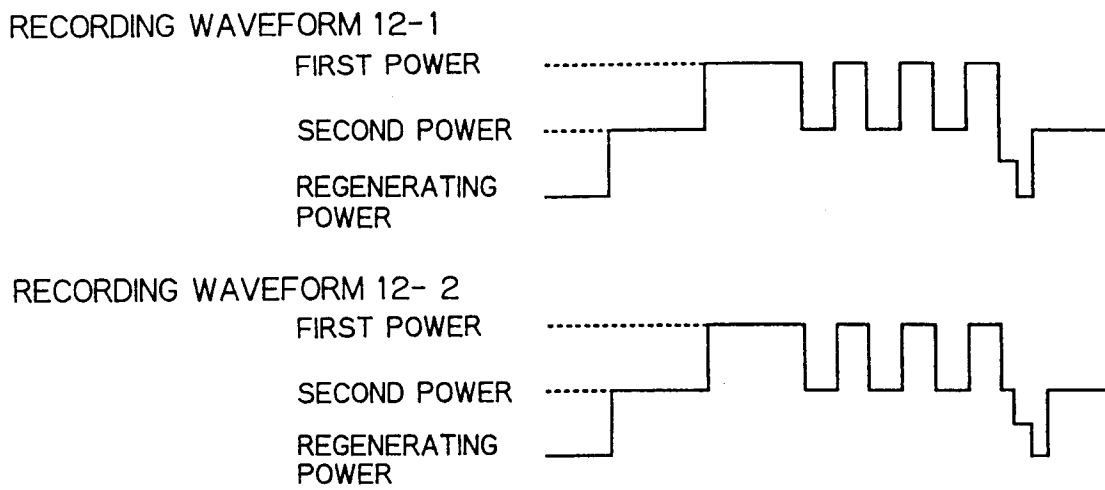 RECORDING WAVEFORM 12-1
FIRST POWER
SECOND POWER
REGENERATING
POWER
RECORDING WAVEFORM 12- 2
FIRST POWER
SECOND POWER
REGENERATING
POWER